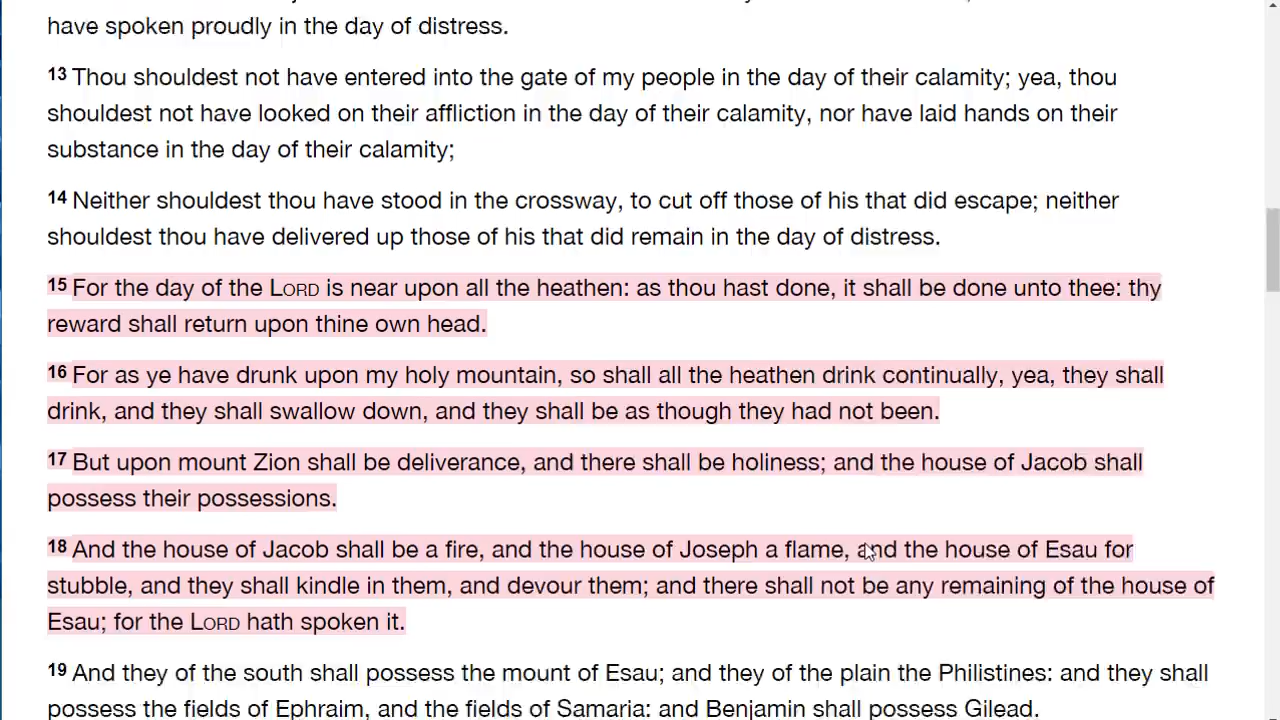 have spoken proudly in the day of distress.
13 Thou shouldest not have entered into the gate of my people in the day of their calamity; yea, thou
shouldest not have looked on their affliction in the day of their calamity, nor have laid hands on their
substance in the day of their calamity;
14 Neither shouldest thou have stood in the crossway, to cut off those of his that did escape; neither
shouldest thou have delivered up those of his that did remain in the day of distress.
15 For the day of the LORD is near upon all the heathen: as thou hast done, it shall be done unto thee: thy
reward shall return upon thine own head.
16 For as ye have drunk upon my holy mountain, so shall all the heathen drink continually, yea, they shall
drink, and they shall swallow down, and they shall be as though they had not been.
17 But upon mount Zion shall be deliverance, and there shall be holiness; and the house of Jacob shall
possess their possessions.
18 And the house of Jacob shall be a fire, and the house of Joseph a flame, and the house of Esau for
stubble, and they shall kindle in them, and devour them; and there shall not be any remaining of the house of
Esau; for the LORD hath spoken it.
19 And they of the south shall possess the mount of Esau; and they of the plain the Philistines: and they shall
possess the fields of Ephraim, and the fields of Samaria: and Benjamin shall possess Gilead.